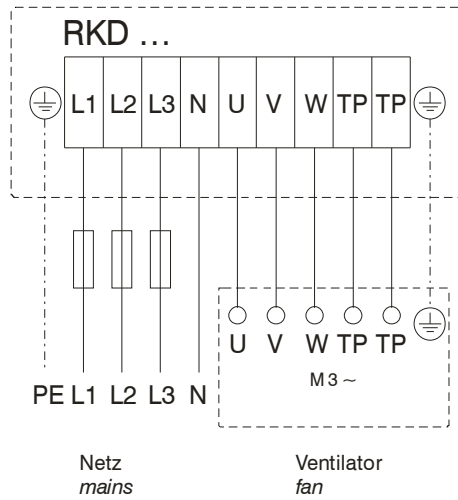 RKD ...
L1 L2 L3 N U V W TP TP
U V W TP TP
M 3 ~
PE L1 L2 L3 N
Netz Ventilator
mains fan